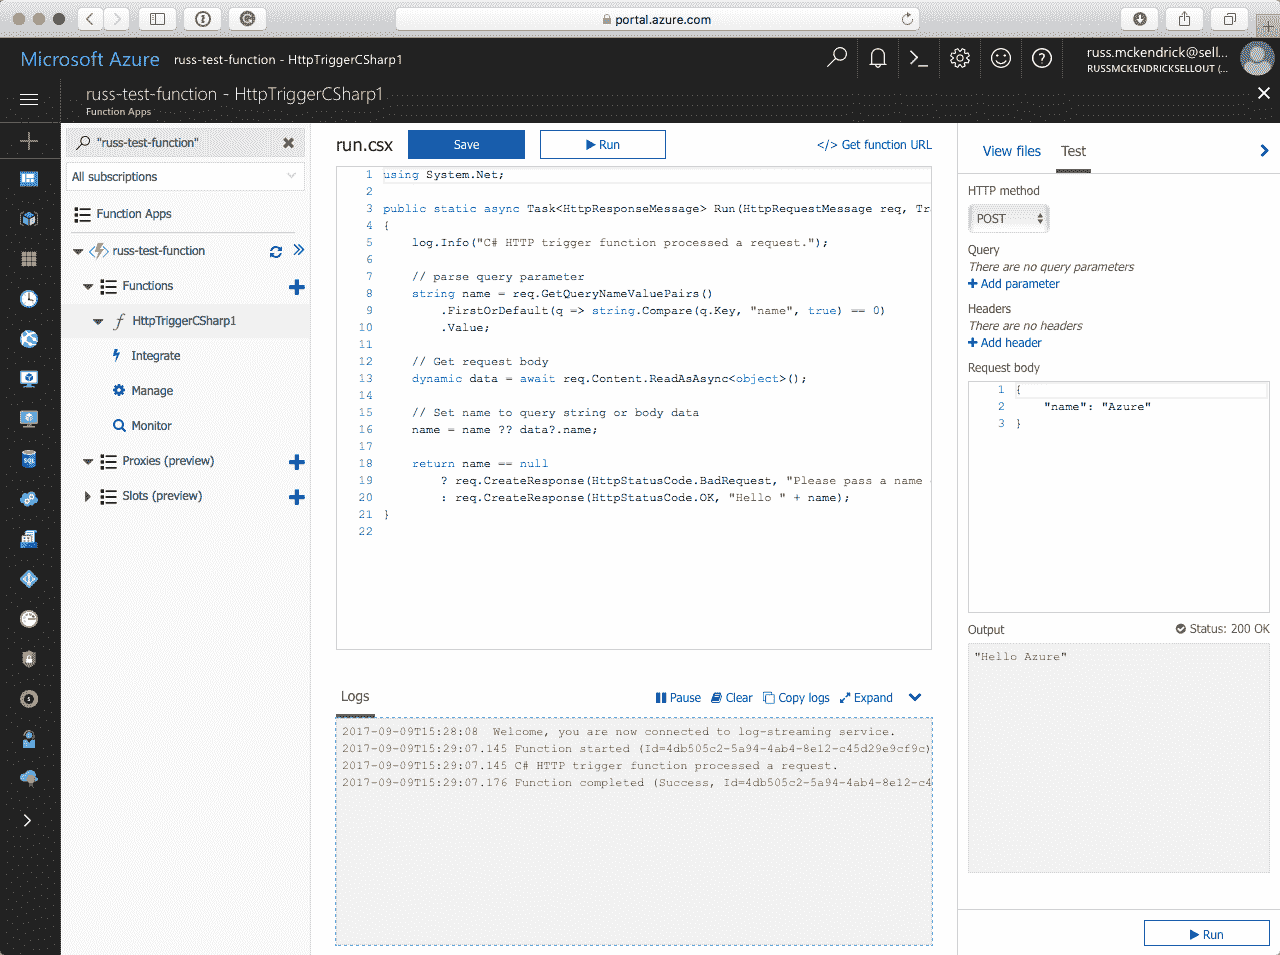 portal.azure.com
Microsoft Azure russ-test-function - HttpTriggerCSharp1
russ.mckendrick@sell...
RUSSMCKENDRICKSELLOUT (...
russ-test-function - HttpTriggerCSharp1
Function Apps
"russ-test-function"
All subscriptions
Function Apps
russ-test-function
Functions
HttpTriggerCSharp1
Integrate
Manage
Monitor
Proxies (preview)
Slots (preview)
run.csx Save Run </> Get function URL
1 using System.Net;
2
3 public static async Task<HttpResponseMessage> Run(HttpRequestMessage req, Tr
4 {
5 log.Info("C# HTTP trigger function processed a request.");
6
7 // parse query parameter
8 string name = req.GetQueryNameValuePairs()
9 .FirstOrDefault(q => string.Compare(q.Key, "name", true) == 0)
10 .Value;
11
12 // Get request body
13 dynamic data = await req.Content.ReadAsAsync<object>();
14
15 // Set name to query string or body data
16 name = name ?? data?.name;
17
18 return name == null
19 ? req.CreateResponse(HttpStatusCode.BadRequest, "Please pass a name
20 : req.CreateResponse(HttpStatusCode.OK, "Hello " + name);
21 }
22
Logs Pause Clear Copy logs Expand
2017-09-09T15:28:08 Welcome, you are now connected to log-streaming service.
2017-09-09T15:29:07.145 Function started (Id=4db505c2-5a94-4ab4-8e12-c45d29e9cf9c)
2017-09-09T15:29:07.145 C# HTTP trigger function processed a request.
2017-09-09T15:29:07.176 Function completed (Success, Id=4db505c2-5a94-4ab4-8e12-c4
View files Test
HTTP method
POST
Query
There are no query parameters
Add parameter
Headers
There are no headers
Add header
Request body
1 {
2 "name": "Azure"
3 }
Output Status: 200 OK
"Hello Azure"
Run